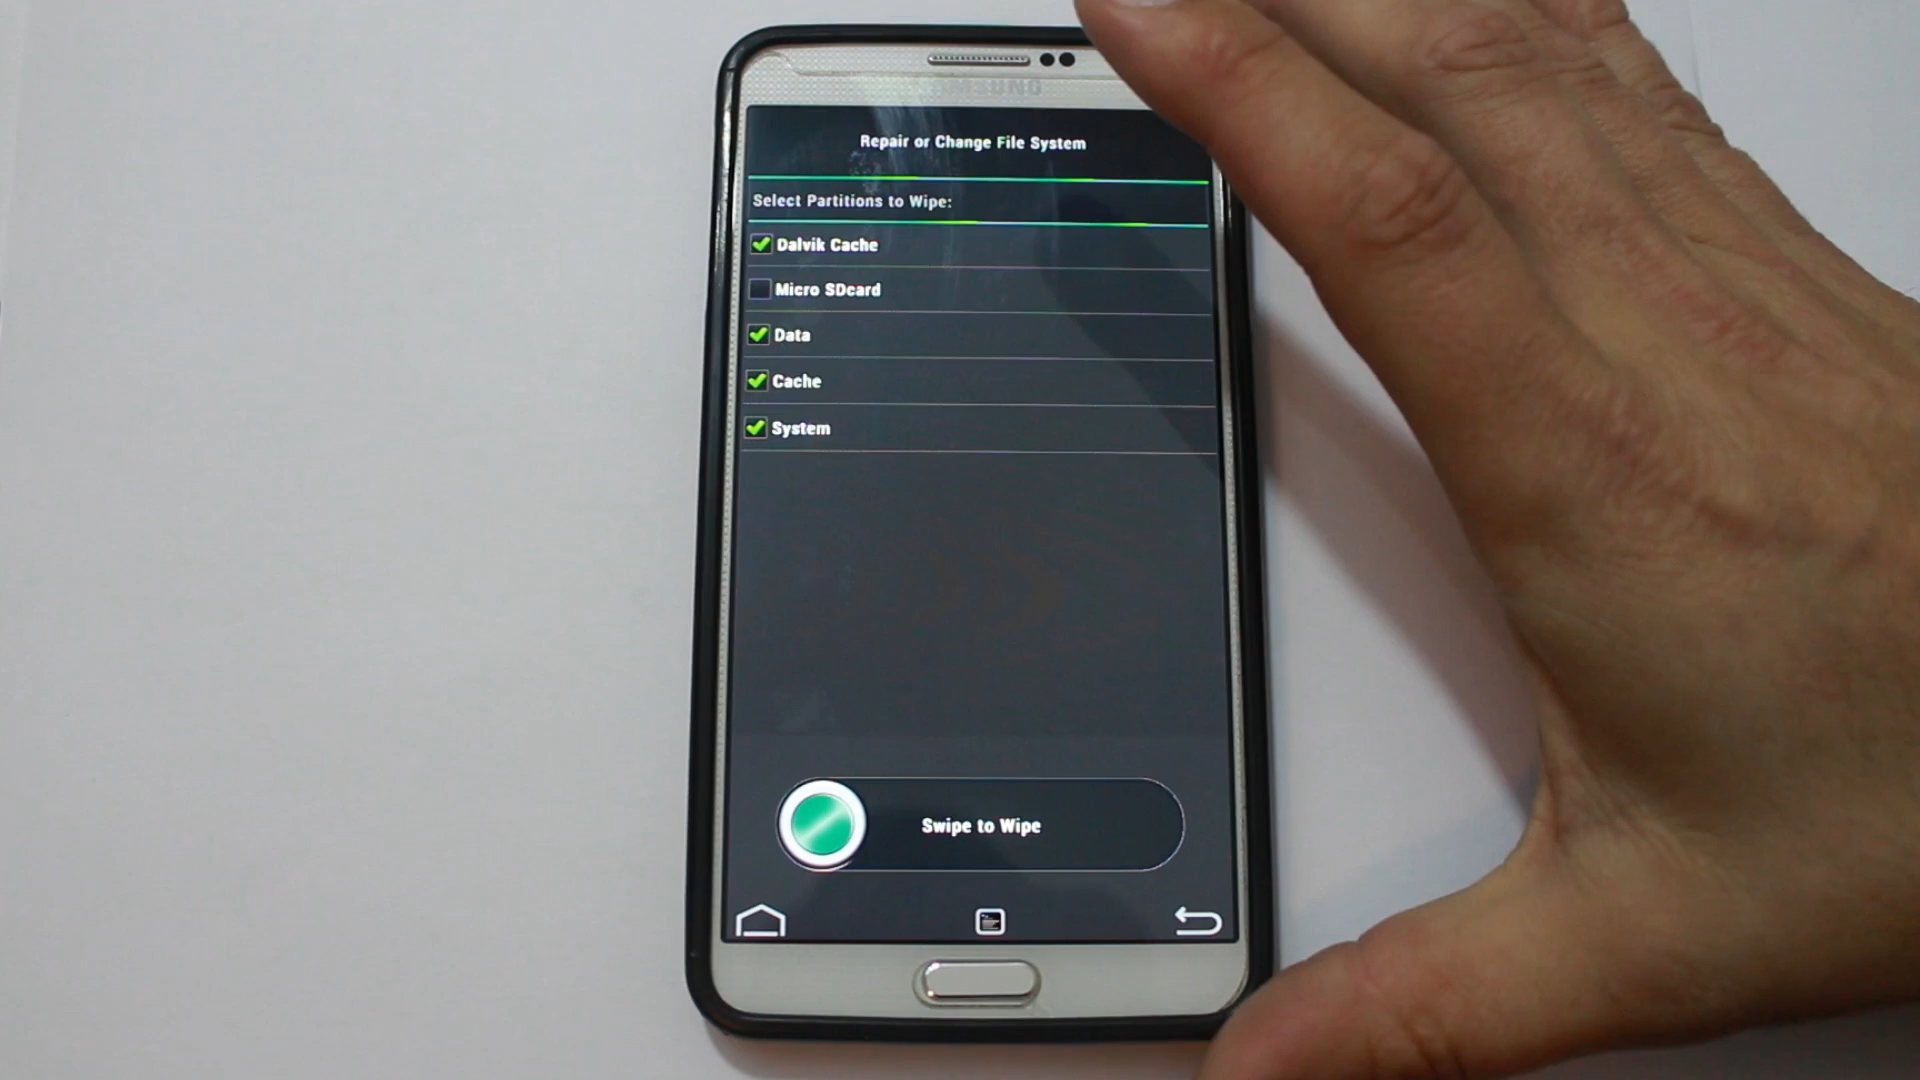 SAMSUNG
Repair or Change File System
Select Partitions to Wipe:
Dalvik Cache
Micro SDcard
Data
Cache
System
Swipe to Wipe